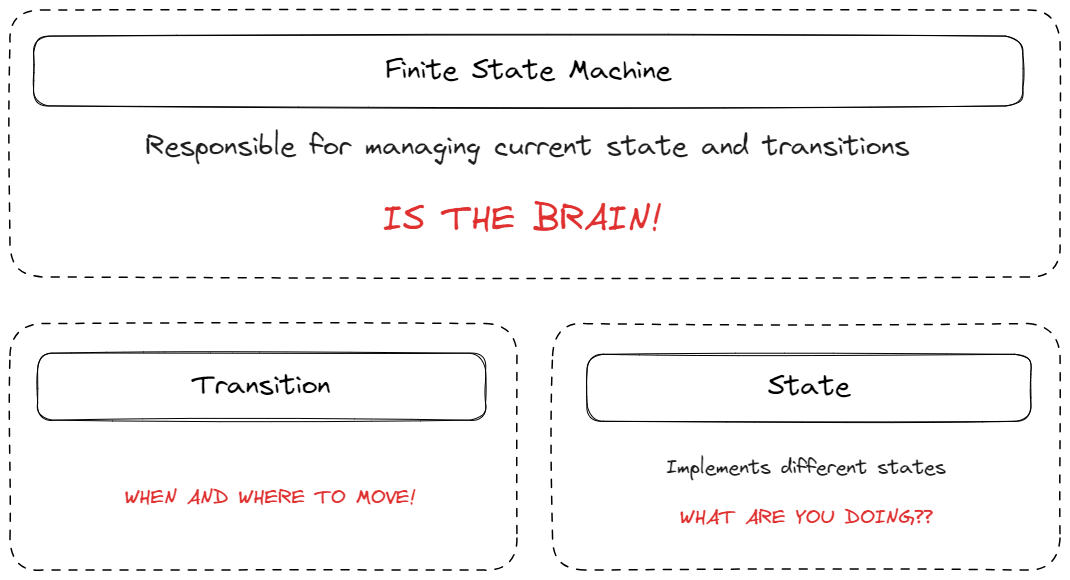 Finite State Machine
Responsible for managing current state and transitions
IS THE BRAIN!
Transition
WHEN AND WHERE TO MOVE!
State
Implements different states
WHAT ARE YOU DOING??